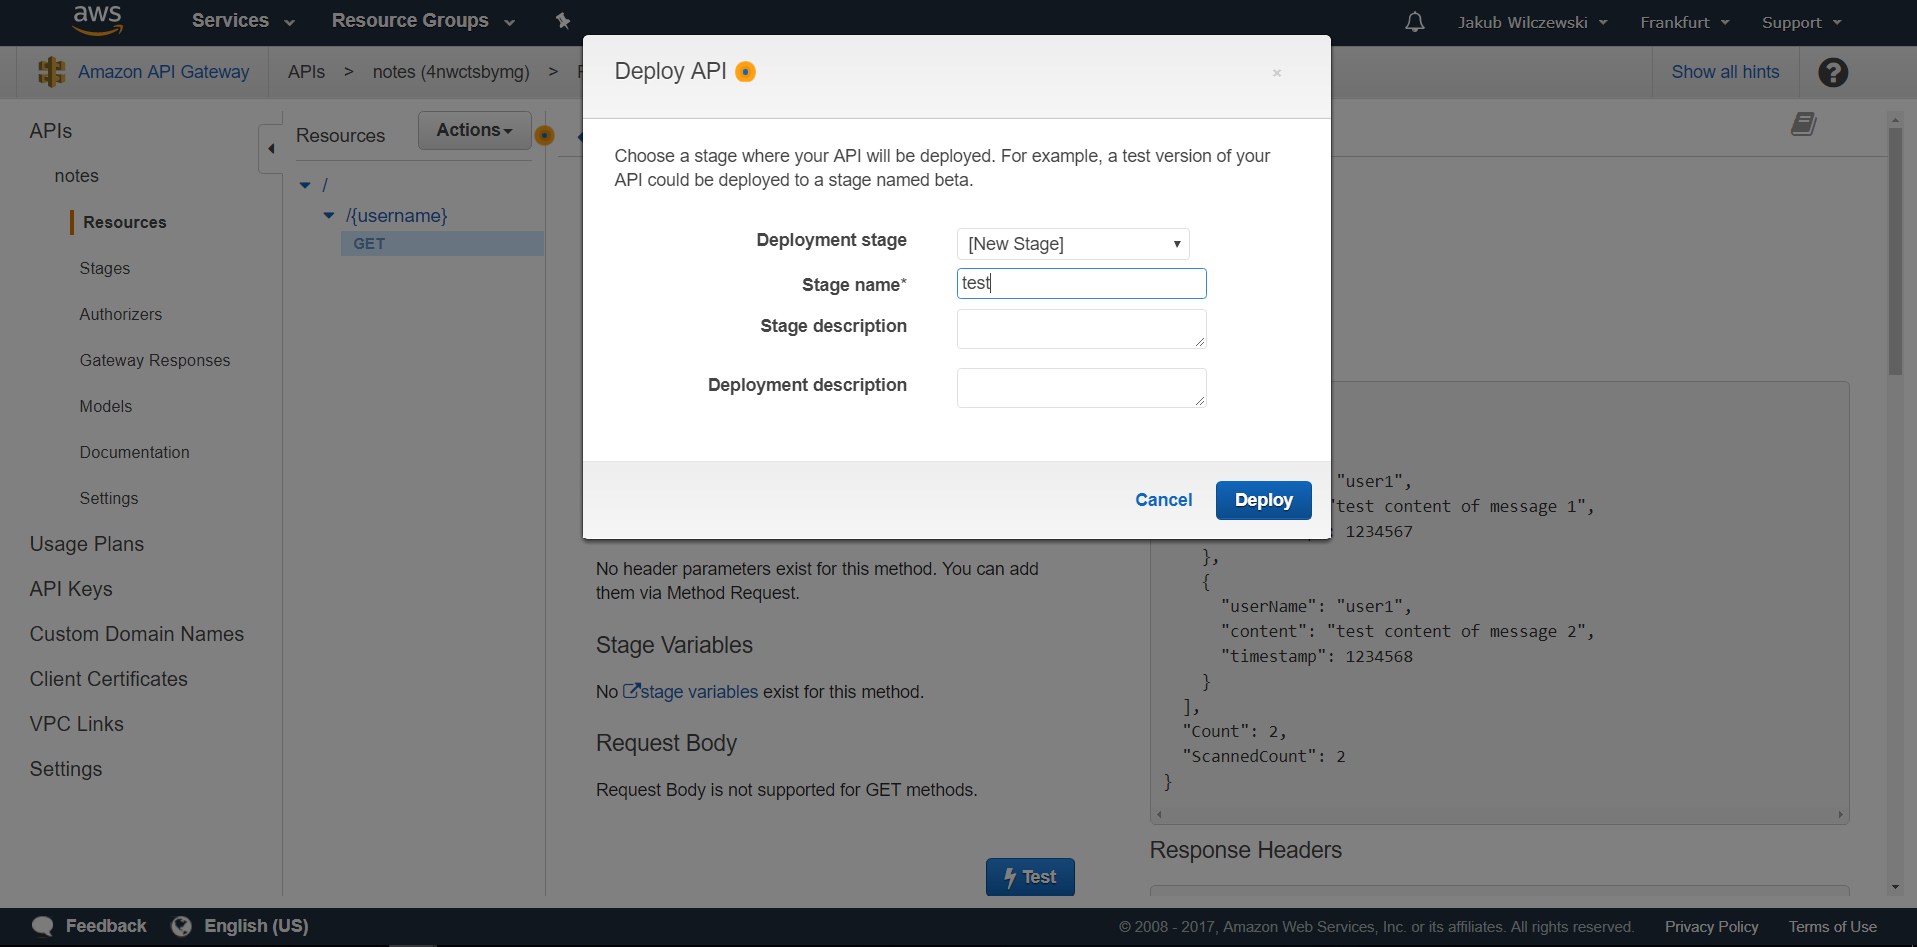 aws
Services
Resource Groups
Jakub Wilczewski
Frankfurt
Support
Amazon API Gateway
APIs > notes (4nwctsbymg) >
Show all hints
?
APIs
notes
Resources
Stages
Authorizers
Gateway Responses
Models
Documentation
Settings
Usage Plans
API Keys
Custom Domain Names
Client Certificates
VPC Links
Settings
Resources
Actions
/
/{username}
GET
Deploy API
×
Choose a stage where your API will be deployed. For example, a test version of your
API could be deployed to a stage named beta.
Deployment stage
[New Stage]
Stage name*
test
Stage description
Deployment description
Cancel
Deploy
No header parameters exist for this method. You can add
them via Method Request.
Stage Variables
No stage variables exist for this method.
Request Body
Request Body is not supported for GET methods.
Test
"user1",
"test content of message 1",
: 1234567
},
{
"userName": "user1",
"content": "test content of message 2",
"timestamp": 1234568
}
],
"Count": 2,
"ScannedCount": 2
}
Response Headers
Feedback
English (US)
© 2008 - 2017, Amazon Web Services, Inc. or its affiliates. All rights reserved.
Privacy Policy
Terms of Use